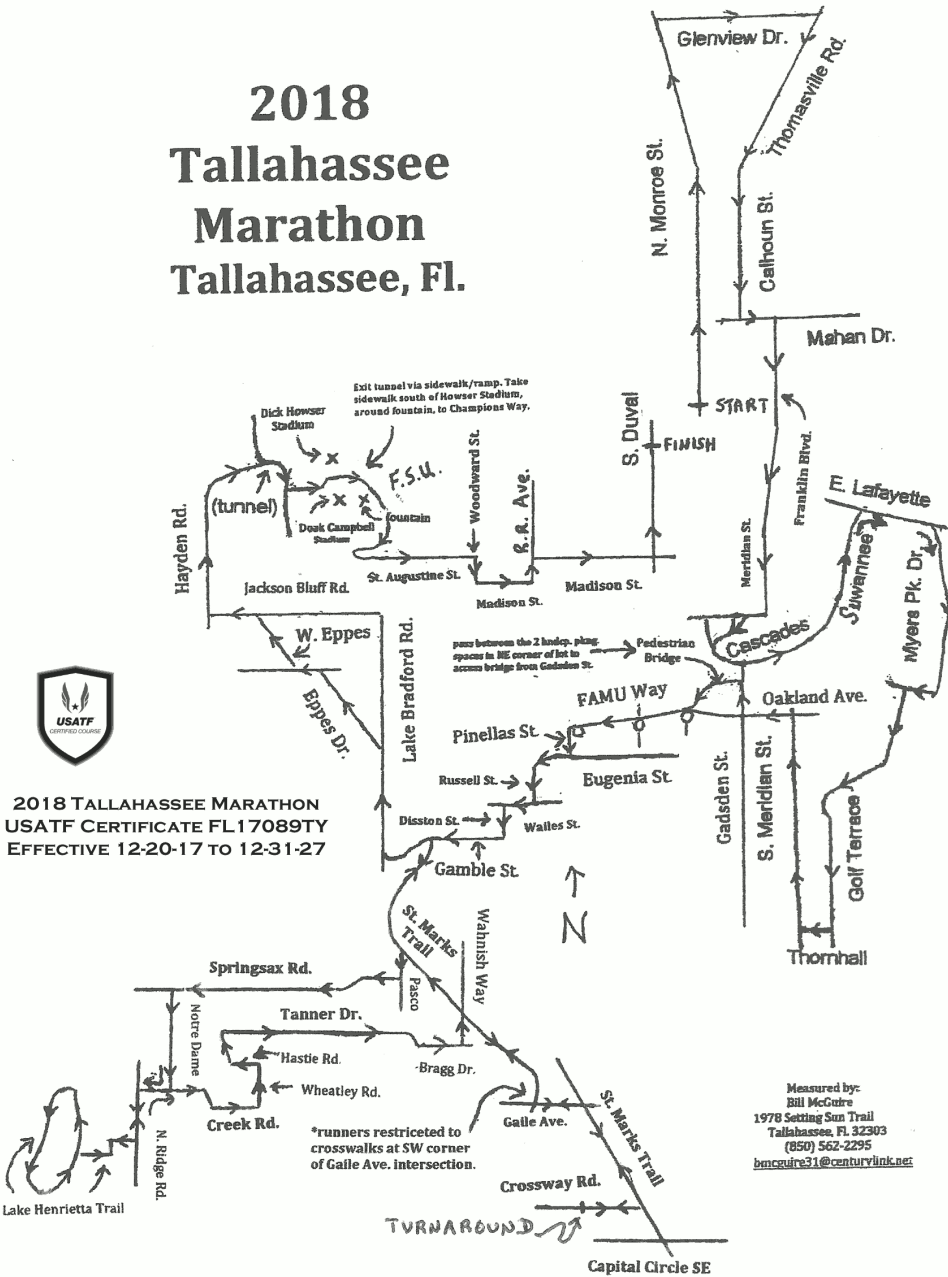 2018
Tallahassee
Marathon
Tallahassee, Fl.
Glenview Dr.
Thomasville Rd.
N. Monroe St.
Calhoun St.
Mahan Dr.
START
S. Duval
FINISH
Franklin Blvd.
Exit tunnel via sidewalk/ramp. Take
sidewalk south of Howser Stadium,
around fountain, to Champions Way.
Dick Howser
Stadium
F.S.U.
(tunnel)
Doak Campbell
Stadium
fountain
Woodward St.
R.R. Ave.
E. Lafayette
Hayden Rd.
St. Augustine St.
Madison St.
Madison St.
Meridian St.
Suwannee
Myers Pk. Dr.
Jackson Bluff Rd.
W. Eppes
Eppes Dr.
Lake Bradford Rd.
pass between the 2 hndcp. pkng.
spaces in NE corner of lot to
access bridge from Gadsden St.
Pedestrian
Bridge
Cascades
FAMU Way
Oakland Ave.
Pinellas St.
Eugenia St.
Russell St.
Disston St.
Walles St.
Gadsden St.
S. Meridian St.
Golf Terrace
USATF
CERTIFIED COURSE
2018 TALLAHASSEE MARATHON
USATF CERTIFICATE FL17089TY
EFFECTIVE 12-20-17 TO 12-31-27
Gamble St.
N
St. Marks
Trail
Wahnish Way
Thornhall
Springsax Rd.
Pasco
Notre Dame
Tanner Dr.
Hastie Rd.
Bragg Dr.
Wheatley Rd.
Creek Rd.
N. Ridge Rd.
Lake Henrietta Trail
*runners restriceted to
crosswalks at SW corner
of Gaile Ave. intersection.
Gaile Ave.
St. Marks Trail
Crossway Rd.
TURNAROUND
Capital Circle SE
Measured by:
Bill McGuire
1978 Setting Sun Trail
Tallahassee, FL 32303
(850) 562-2295
bmcguire31@centurylink.net